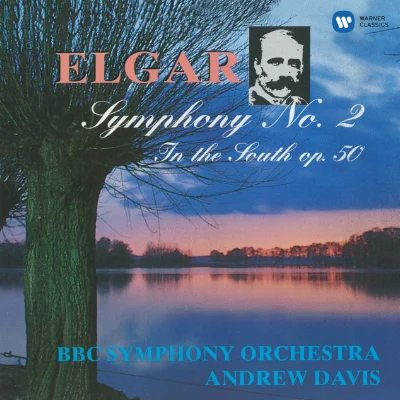 WARNER
CLASSICS
ELGAR
Symphony No. 2
In the South op. 50
BBC SYMPHONY ORCHESTRA
ANDREW DAVIS